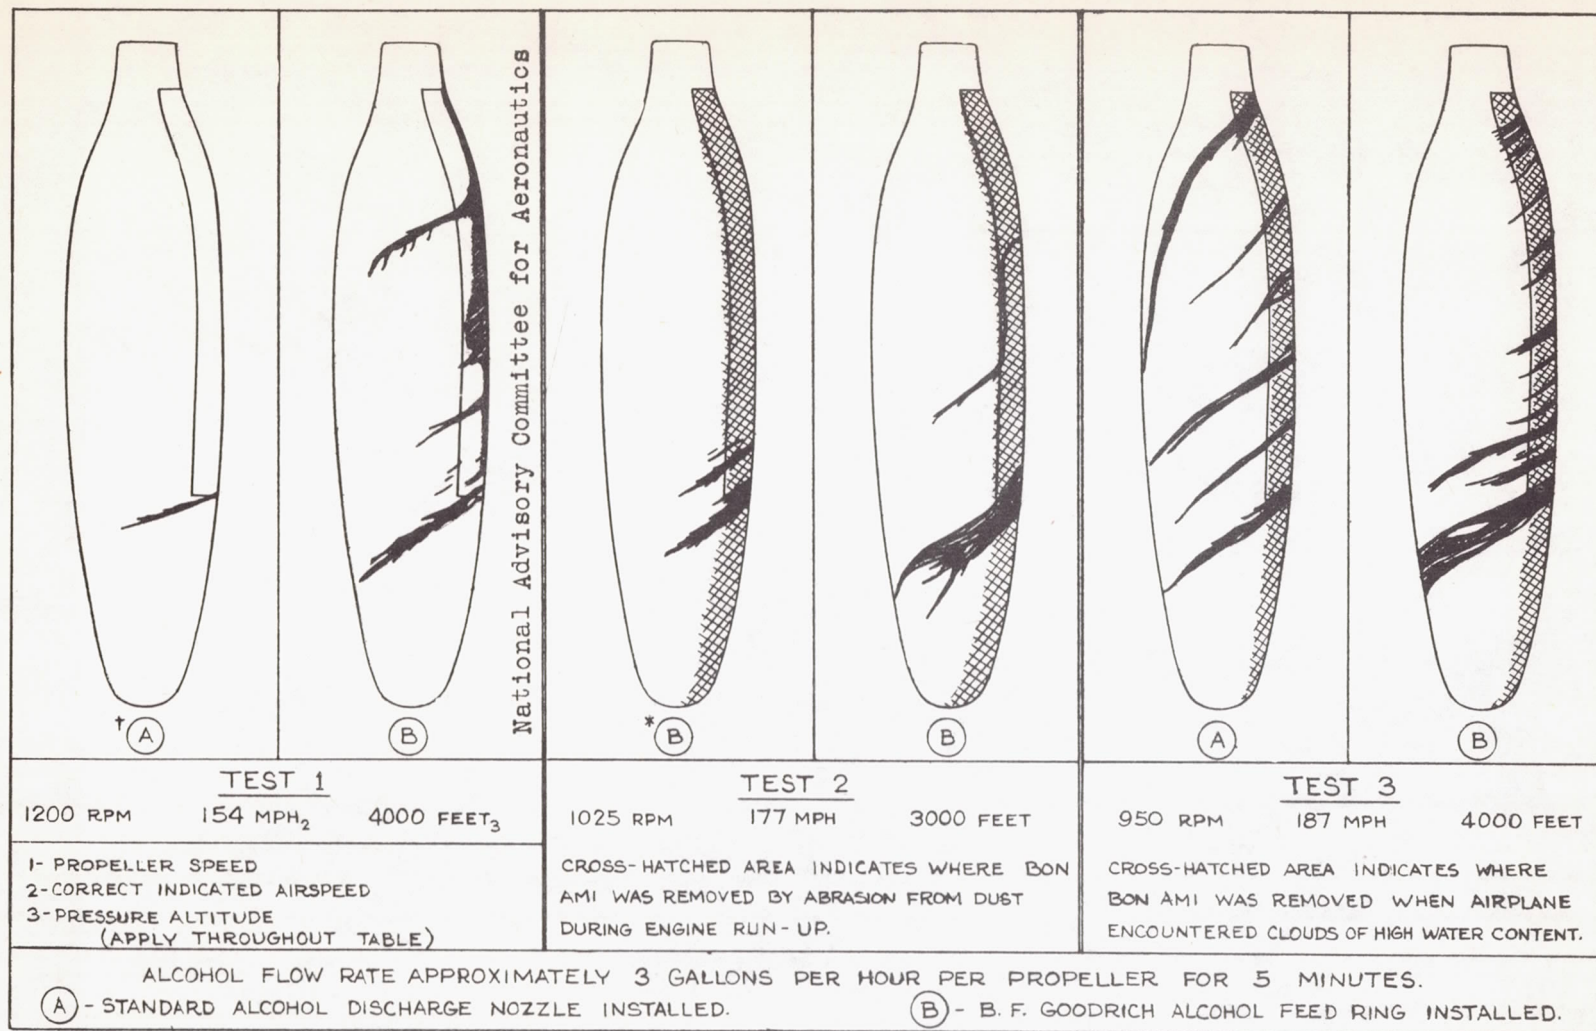 National Advisory Committee for Aeronautics
† A
B
* B
B
A
B
TEST 1
1200 RPM 154 MPH2 4000 FEET3
1- PROPELLER SPEED
2-CORRECT INDICATED AIRSPEED
3-PRESSURE ALTITUDE
(APPLY THROUGHOUT TABLE)
TEST 2
1025 RPM 177 MPH 3000 FEET
CROSS-HATCHED AREA INDICATES WHERE BON
AMI WAS REMOVED BY ABRASION FROM DUST
DURING ENGINE RUN-UP.
TEST 3
950 RPM 187 MPH 4000 FEET
CROSS-HATCHED AREA INDICATES WHERE
BON AMI WAS REMOVED WHEN AIRPLANE
ENCOUNTERED CLOUDS OF HIGH WATER CONTENT.
ALCOHOL FLOW RATE APPROXIMATELY 3 GALLONS PER HOUR PER PROPELLER FOR 5 MINUTES.
A - STANDARD ALCOHOL DISCHARGE NOZZLE INSTALLED.
B - B. F. GOODRICH ALCOHOL FEED RING INSTALLED.